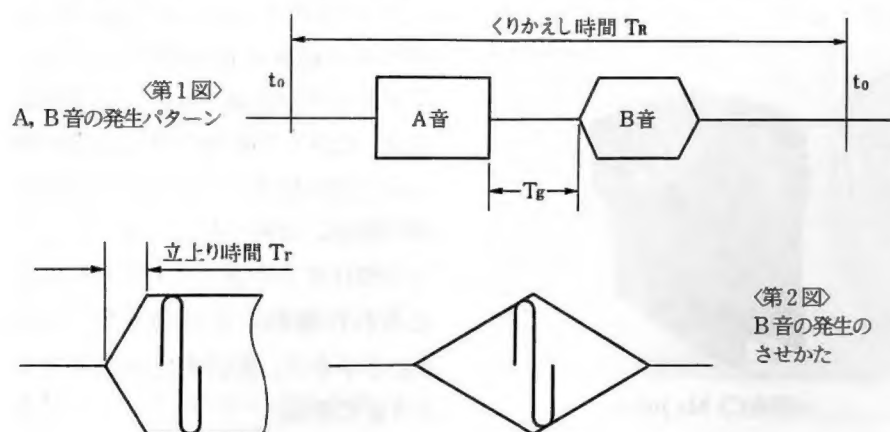 くりかえし時間 TR
t0
t0
〈第1図〉
A, B音の発生パターン
A音
B音
Tg
立上り時間 Tr
〈第2図〉
B音の発生の
させかた